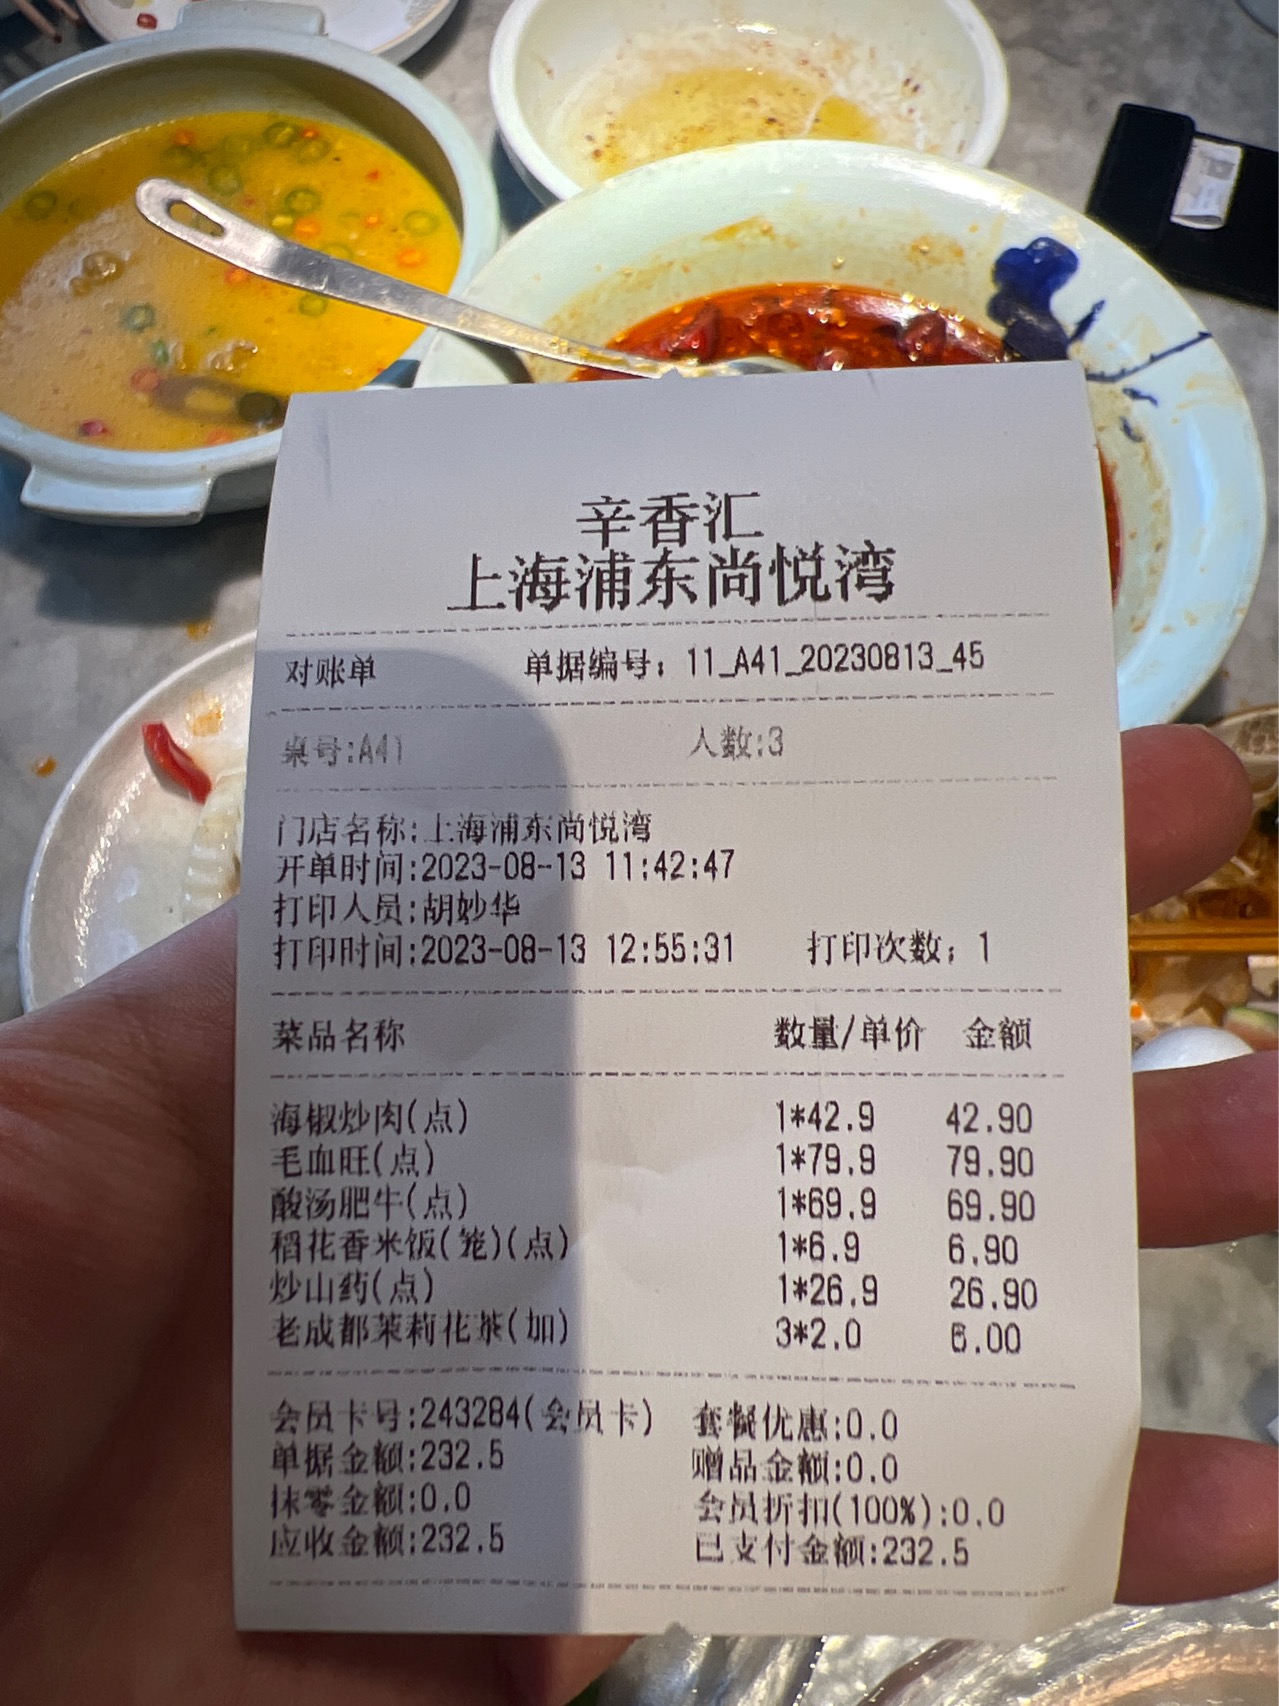 辛香汇
上海浦东尚悦湾
对账单 单据编号：11_A41_20230813_45
桌号:A41 人数:3
门店名称:上海浦东尚悦湾
开单时间:2023-08-13 11:42:47
打印人员:胡妙华
打印时间:2023-08-13 12:55:31 打印次数：1
菜品名称 数量/单价 金额
海椒炒肉(点) 1*42.9 42.90
毛血旺(点) 1*79.9 79.90
酸汤肥牛(点) 1*69.9 69.90
稻花香米饭(笼)(点) 1*6.9 6.90
炒山药(点) 1*26.9 26.90
老成都茉莉花茶(加) 3*2.0 6.00
会员卡号:243284(会员卡) 套餐优惠:0.0
单据金额:232.5 赠品金额:0.0
抹零金额:0.0 会员折扣(100%):0.0
应收金额:232.5 已支付金额:232.5